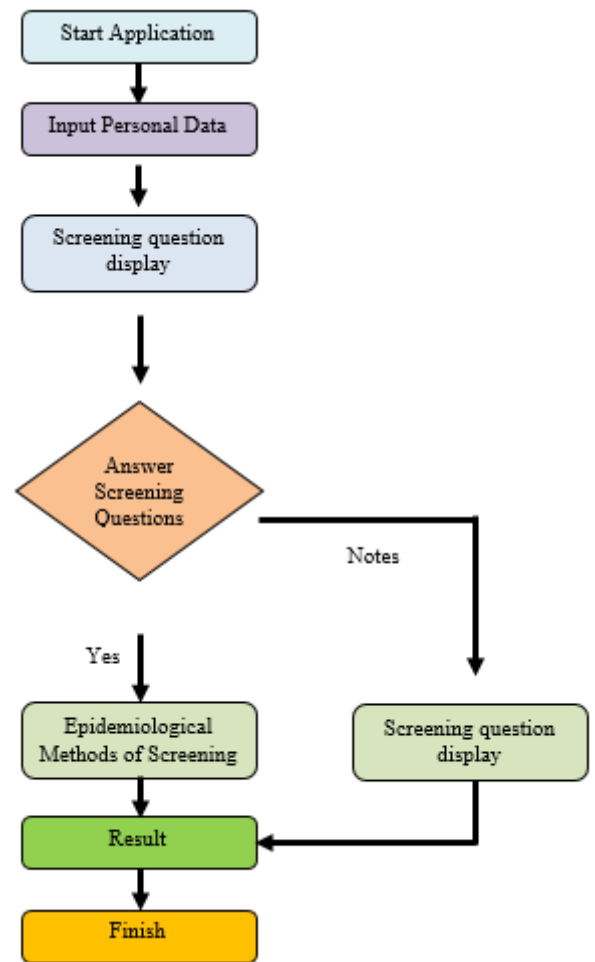 Start Application
Input Personal Data
Screening question
display
Answer
Screening
Questions
Notes
Yes
Epidemiological
Methods of Screening
Screening question
display
Result
Finish